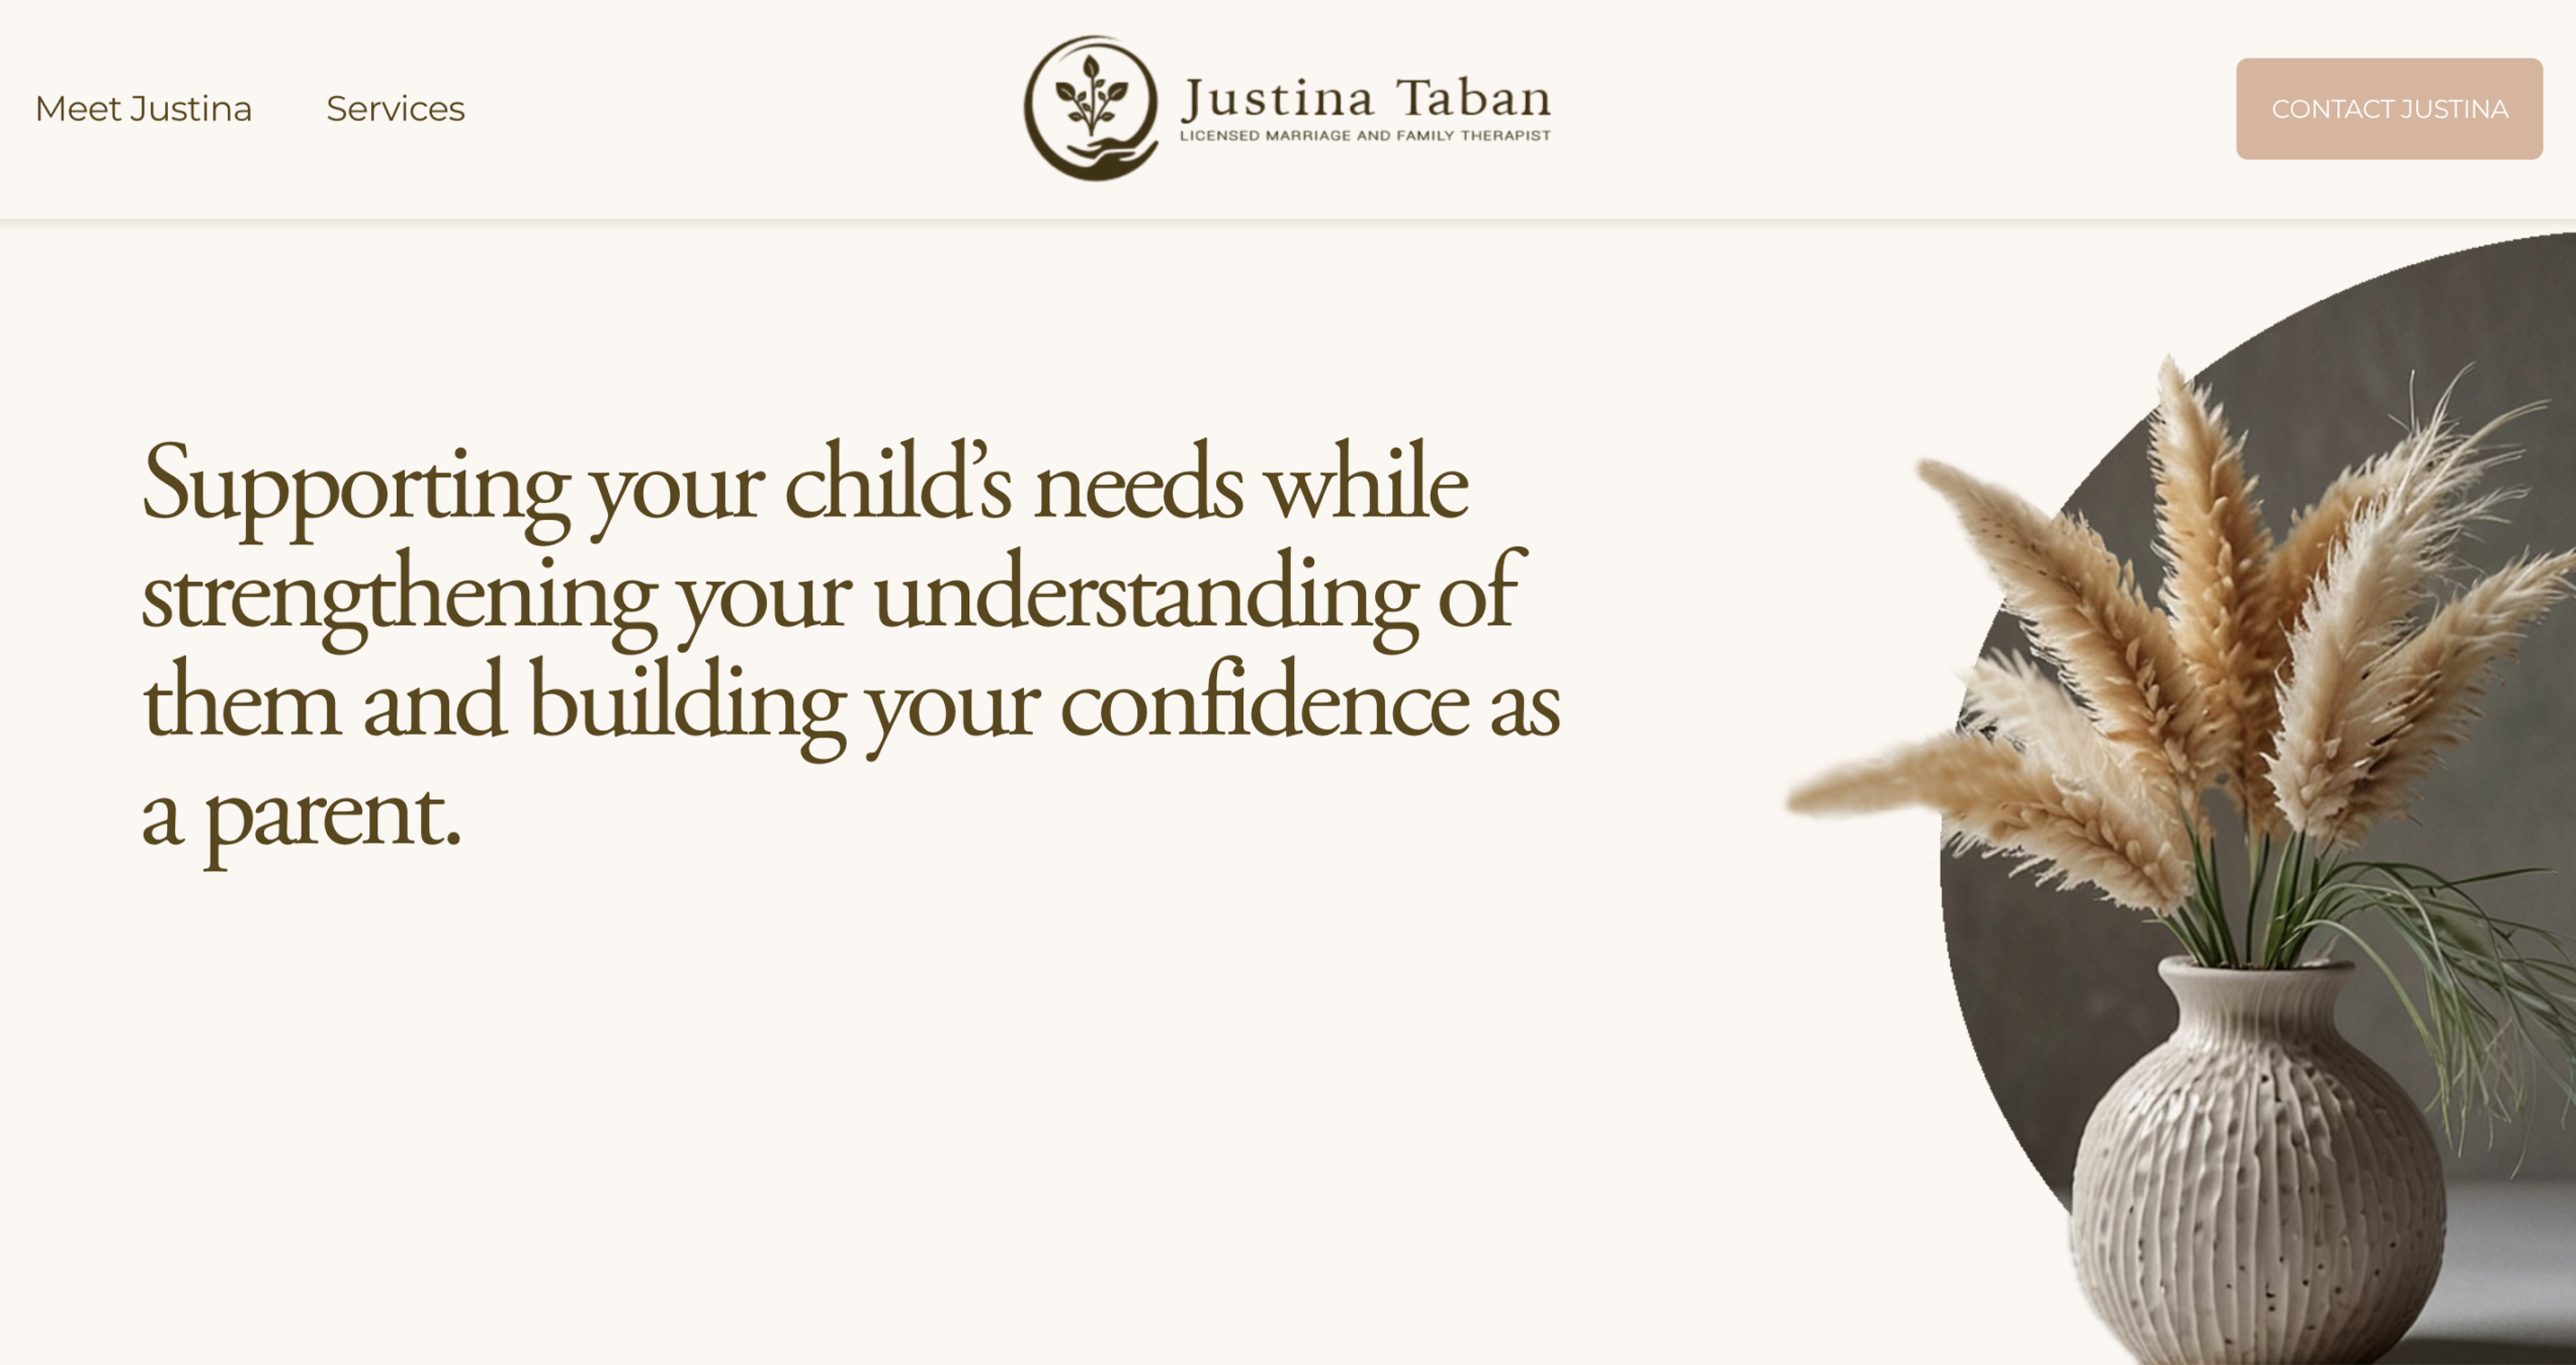 Meet Justina
Services
Justina Taban
LICENSED MARRIAGE AND FAMILY THERAPIST
CONTACT JUSTINA
Supporting your child’s needs while
strengthening your understanding of
them and building your confidence as
a parent.